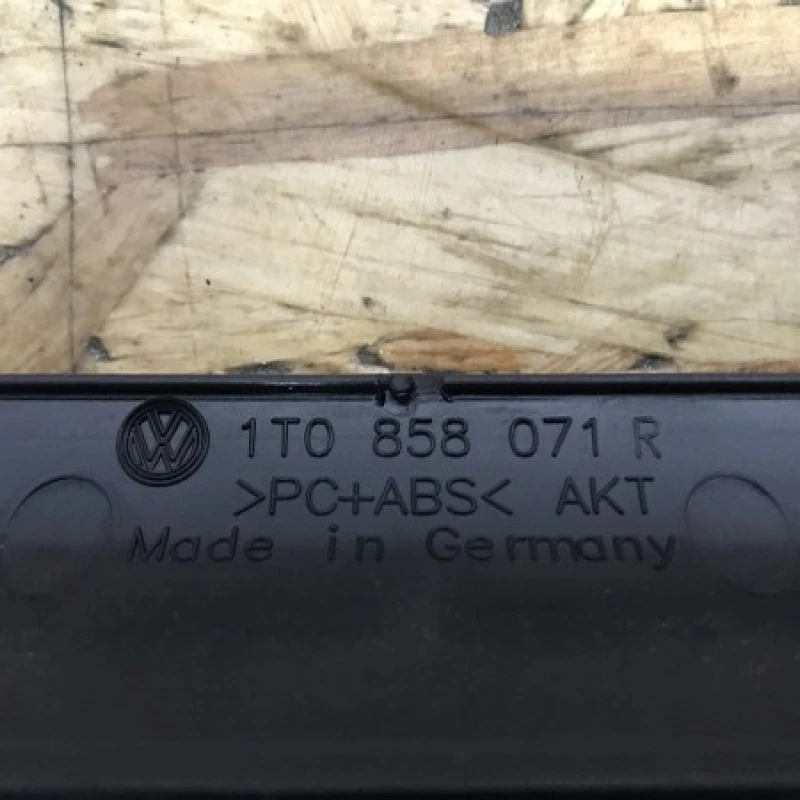 1T0 858 071 R
>PC+ABS< AKT
Made in Germany